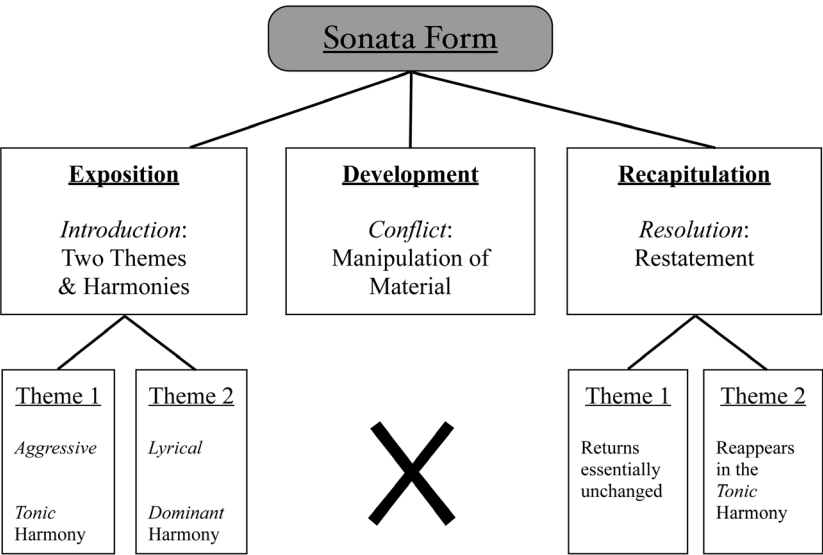 Sonata Form
Exposition
Introduction:
Two Themes
& Harmonies
Development
Conflict:
Manipulation of
Material
Recapitulation
Resolution:
Restatement
Theme 1
Aggressive
Tonic
Harmony
Theme 2
Lyrical
Dominant
Harmony
Theme 1
Returns
essentially
unchanged
Theme 2
Reappears
in the
Tonic
Harmony